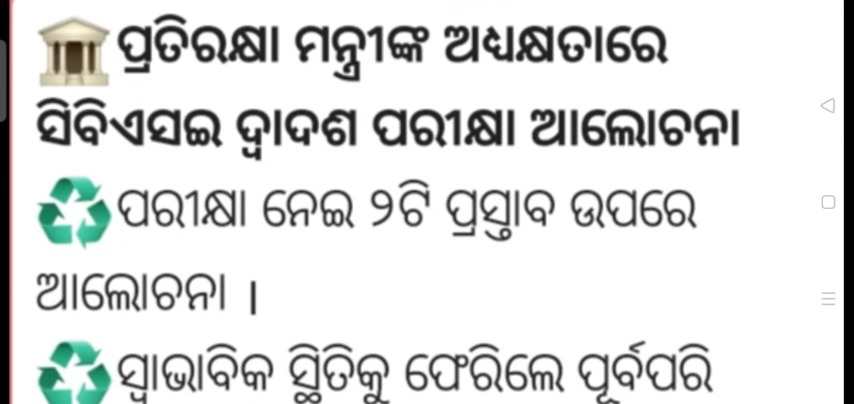 🏛️ପ୍ରତିରକ୍ଷା ମନ୍ତ୍ରୀଙ୍କ ଅଧ୍ୟକ୍ଷତାରେ
ସିବିଏସଇ ଦ୍ୱାଦଶ ପରୀକ୍ଷା ଆଲୋଚନା
♻️ପରୀକ୍ଷା ନେଇ ୨ଟି ପ୍ରସ୍ତାବ ଉପରେ
ଆଲୋଚନା |
♻️ସ୍ୱାଭାବିକ ସ୍ଥିତିକୁ ଫେରିଲେ ପୂର୍ବପରି